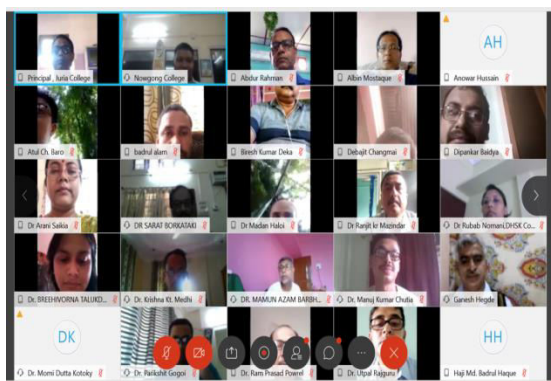 Principal , Juria College
Nowgong College
Abdur Rahman
Albin Mostaque
AH
Anowar Hussain
Atul Ch. Baro
badrul alam
Biresh Kumar Deka
Debajit Changmai
Dipankar Baidya
Dr Arani Saikia
DR SARAT BORKATAKI
Dr Madan Haloi
Dr Ranjit kr Mazindar
Dr Rubab Nomani,DHSK Co...
Dr. BREEHIVORNA TALUKD...
Dr. Krishna Kt. Medhi
DR. MAMUN AZAM BARBH...
Dr. Manuj Kumar Chutia
Ganesh Hegde
DK
Dr. Momi Dutta Kotoky
Dr. Parikshit Gogoi
Dr. Ram Prasad Powrel
Dr. Utpal Rajguru
HH
Haji Md. Badrul Haque